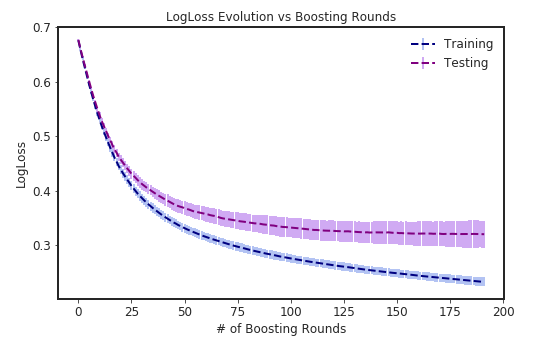 LogLoss Evolution vs Boosting Rounds
0.7
0.6
0.5
0.4
0.3
LogLoss
Training
Testing
0 25 50 75 100 125 150 175 200
# of Boosting Rounds